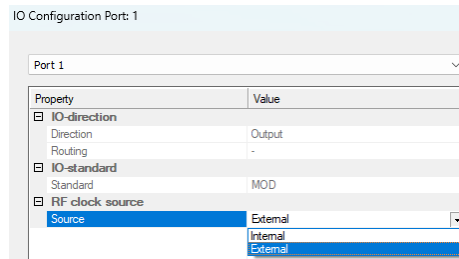 IO Configuration Port: 1
Port 1
Property Value
IO-direction
Direction Output
Routing -
IO-standard
Standard MOD
RF clock source
Source External
Internal
External